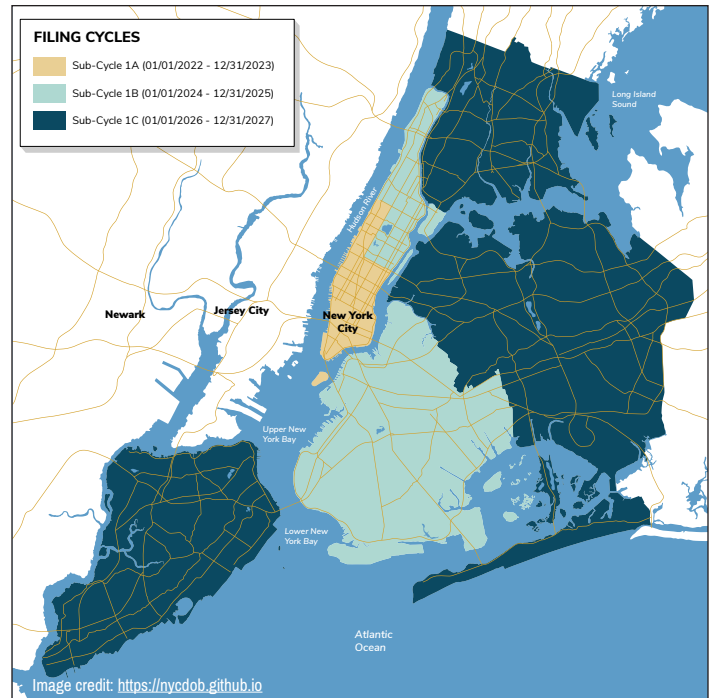 FILING CYCLES
Sub-Cycle 1A (01/01/2022 - 12/31/2023)
Sub-Cycle 1B (01/01/2024 - 12/31/2025)
Sub-Cycle 1C (01/01/2026 - 12/31/2027)
Long Island
Sound
Hudson River
Newark
Jersey City
New York
City
Upper New
York Bay
Lower New
York Bay
Atlantic
Ocean
Image credit: https://nycdob.github.io